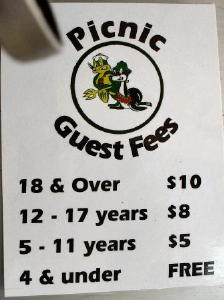 Picnic
Guest Fees
18 & Over $10
12 - 17 years $8
5 - 11 years $5
4 & under FREE